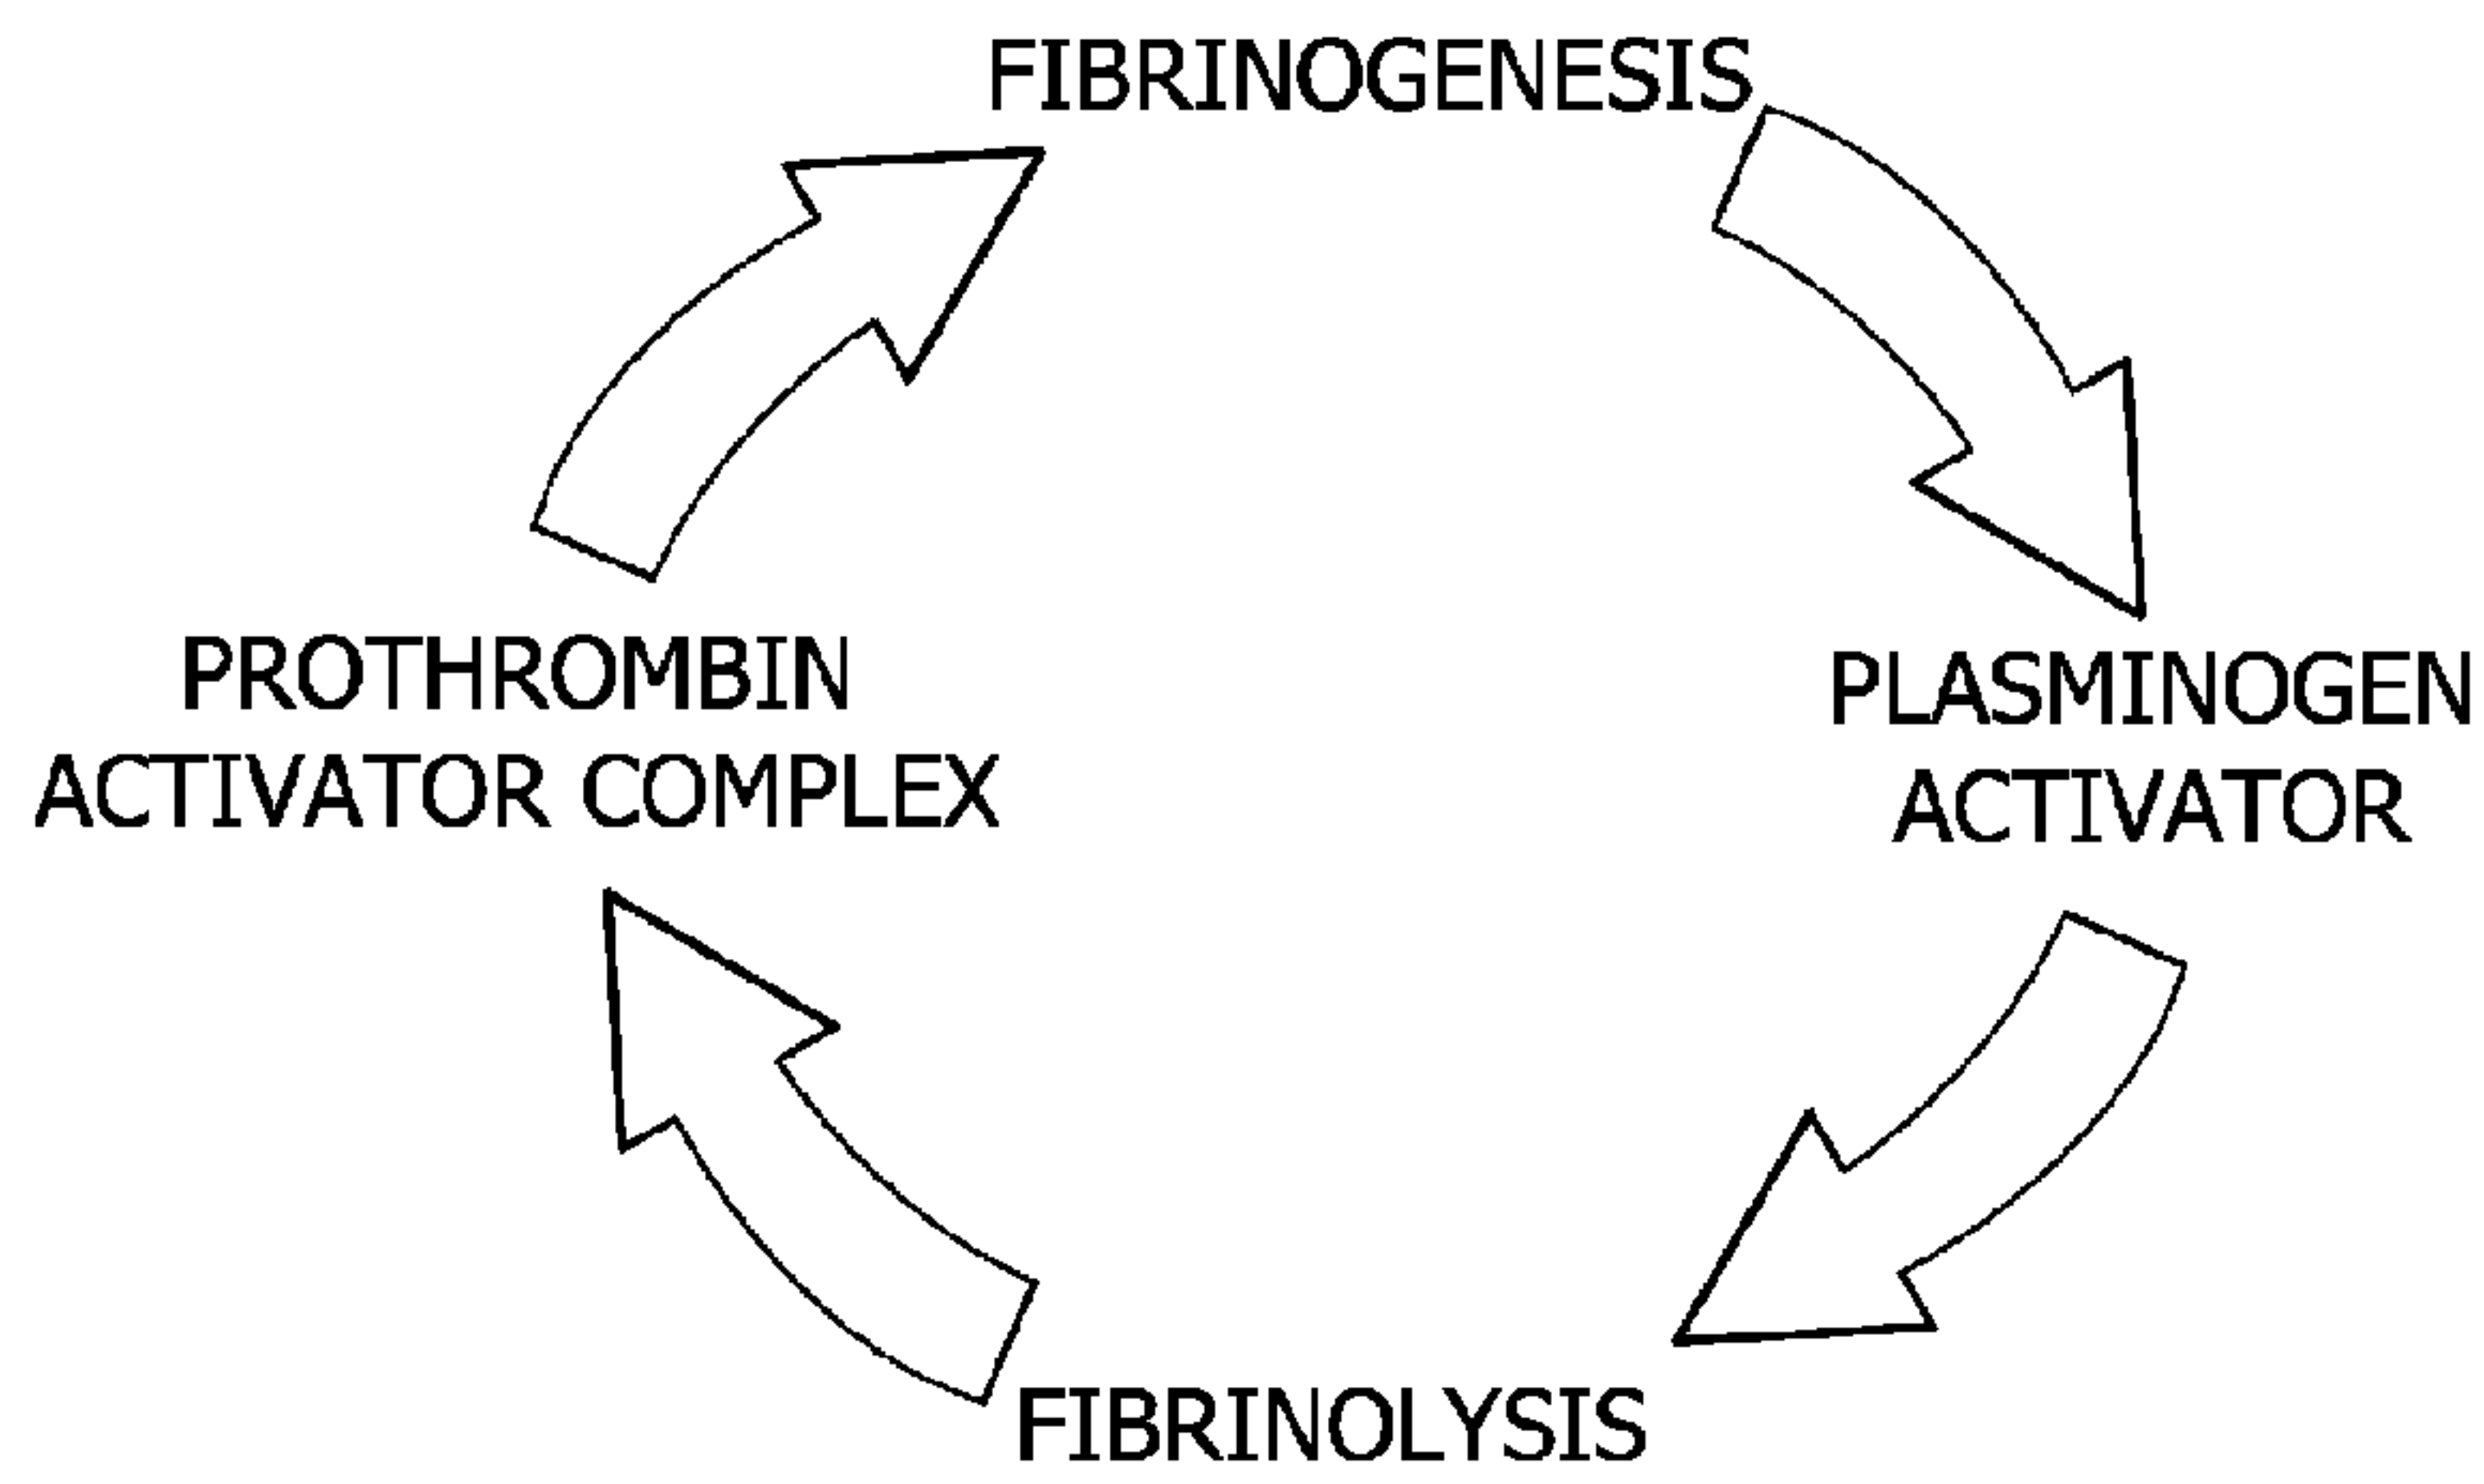 FIBRINOGENESIS
PROTHROMBIN
ACTIVATOR COMPLEX
PLASMINOGEN
ACTIVATOR
FIBRINOLYSIS